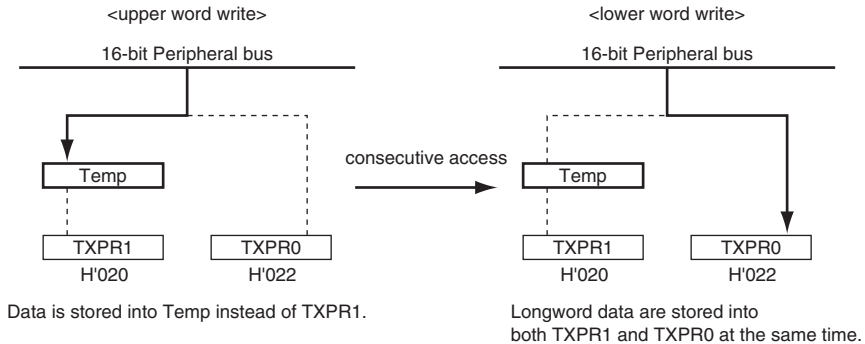 <upper word write>
16-bit Peripheral bus
Temp
TXPR1
TXPR0
H'020
H'022
Data is stored into Temp instead of TXPR1.
consecutive access
<lower word write>
16-bit Peripheral bus
Temp
TXPR1
TXPR0
H'020
H'022
Longword data are stored into
both TXPR1 and TXPR0 at the same time.